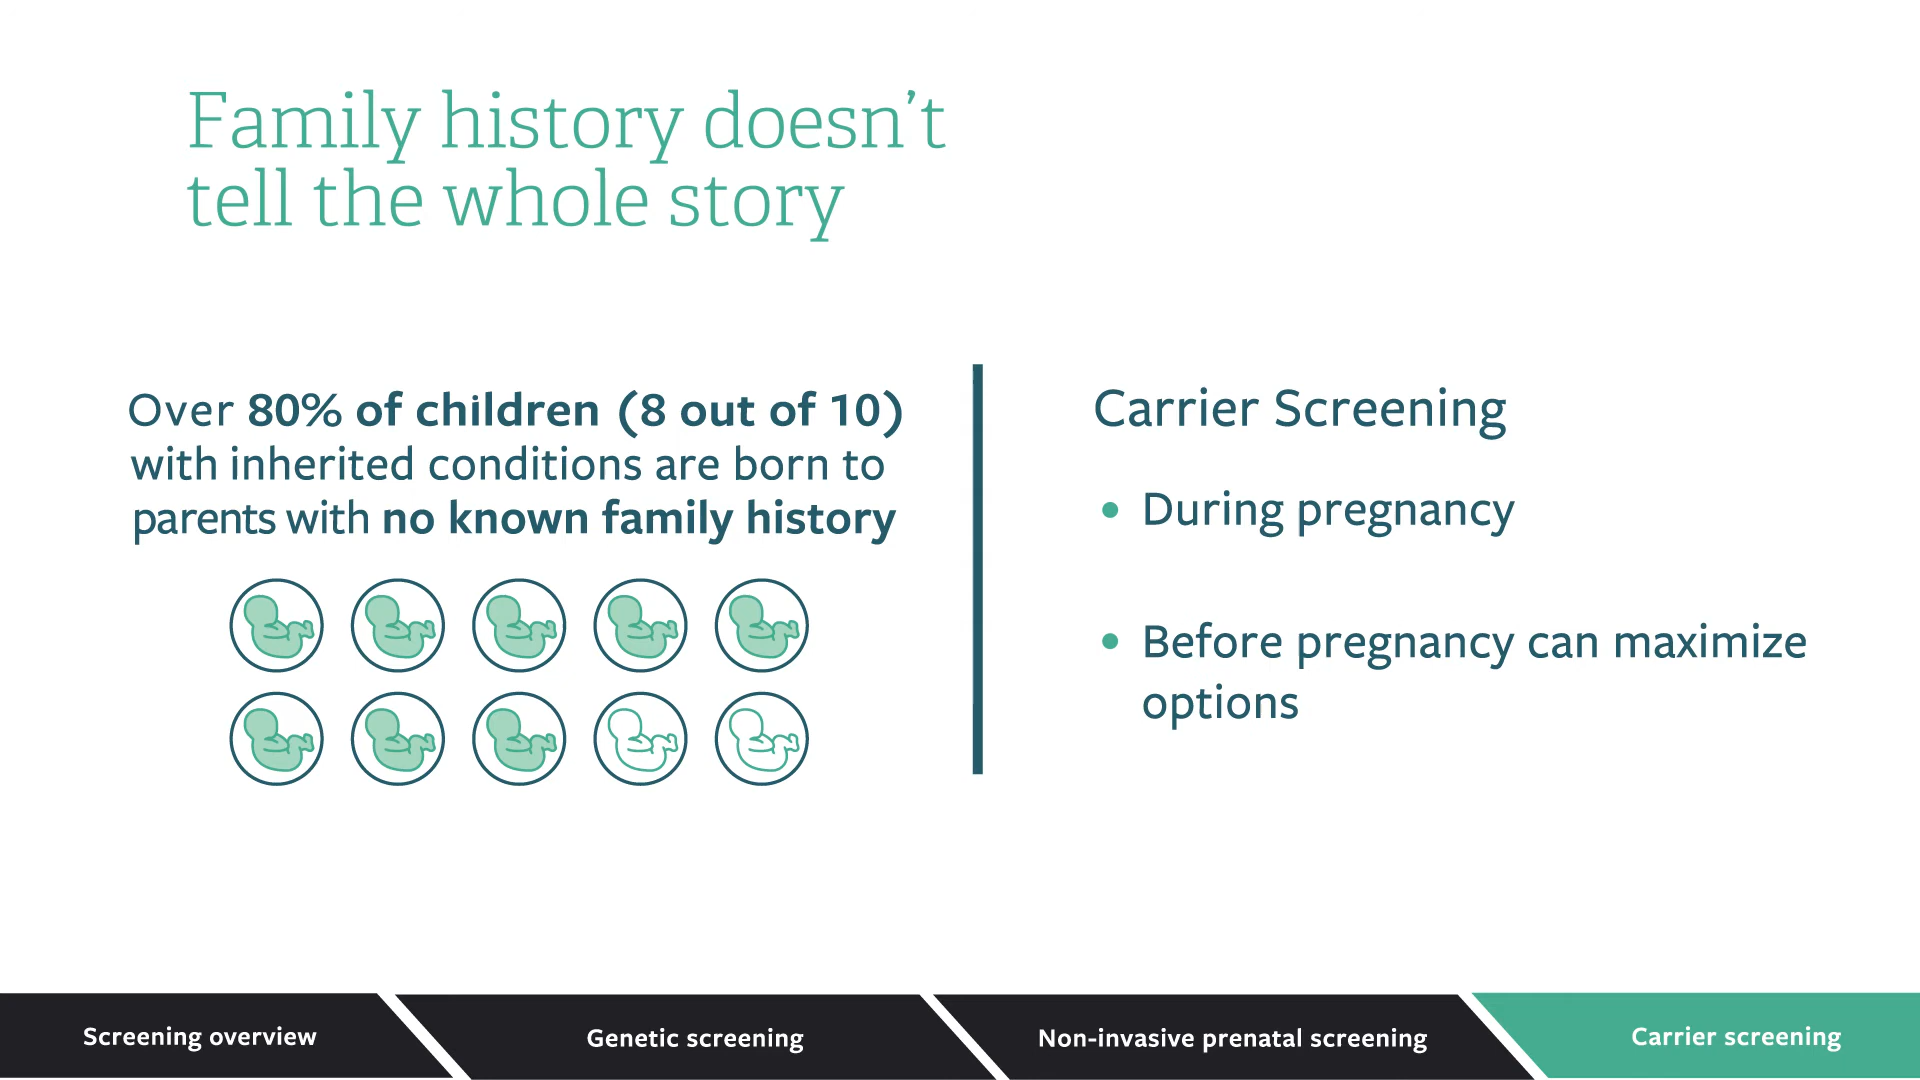 Family history doesn’t
tell the whole story
Over 80% of children (8 out of 10)
with inherited conditions are born to
parents with no known family history
Carrier Screening
• During pregnancy
• Before pregnancy can maximize
options
Screening overview
Genetic screening
Non-invasive prenatal screening
Carrier screening